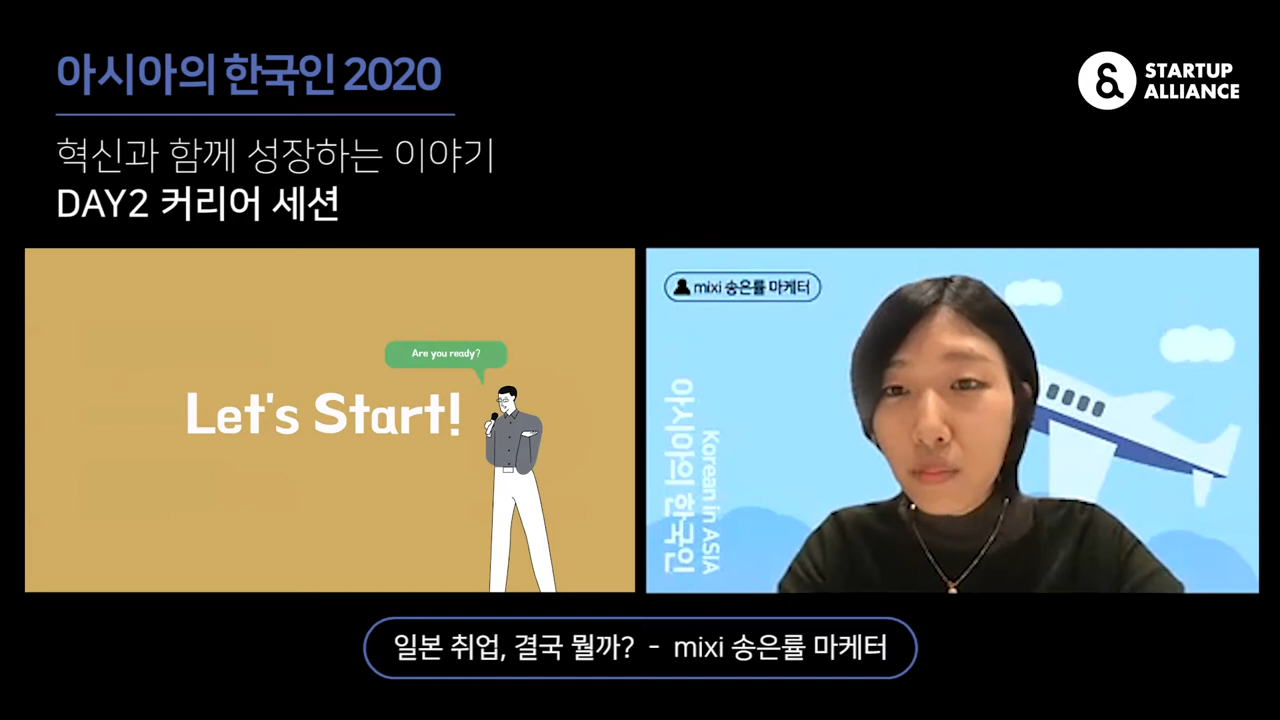 아시아의 한국인 2020
STARTUP
ALLIANCE
혁신과 함께 성장하는 이야기
DAY2 커리어 세션
Are you ready?
Let's Start!
mixi 송은률 마케터
아시아의 한국인
Korean in ASIA
일본 취업, 결국 뭘까? - mixi 송은률 마케터